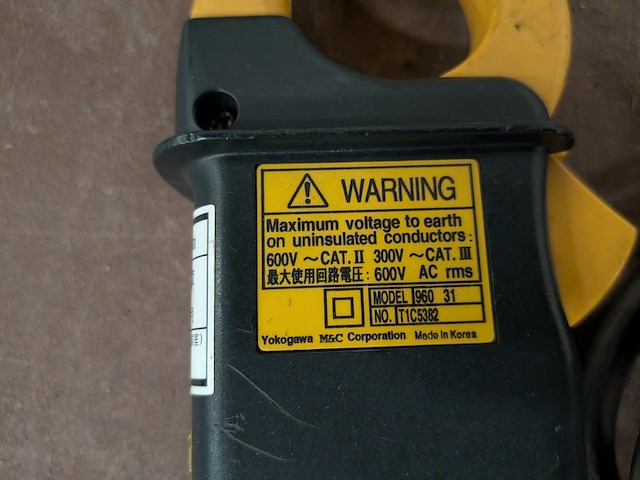 WARNING
Maximum voltage to earth
on uninsulated conductors:
600V ~CAT.II 300V ~CAT.III
最大使用回路電圧: 600V AC rms
MODEL 960 31
NO. T1C5382
Yokogawa M&C Corporation Made in Korea